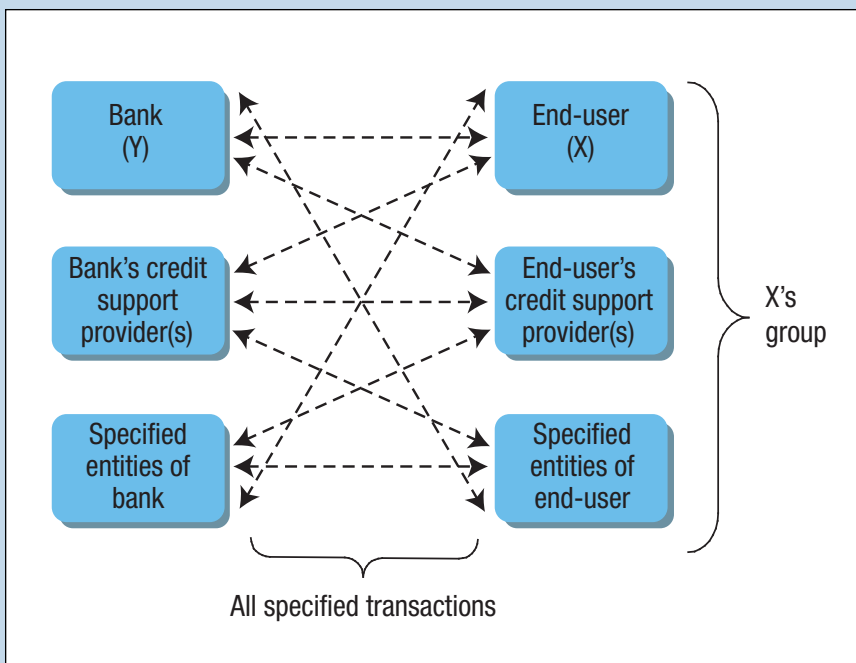 Bank
(Y)
End-user
(X)
Bank's credit
support
provider(s)
End-user's
credit support
provider(s)
X's
group
Specified
entities of
bank
Specified
entities of
end-user
All specified transactions